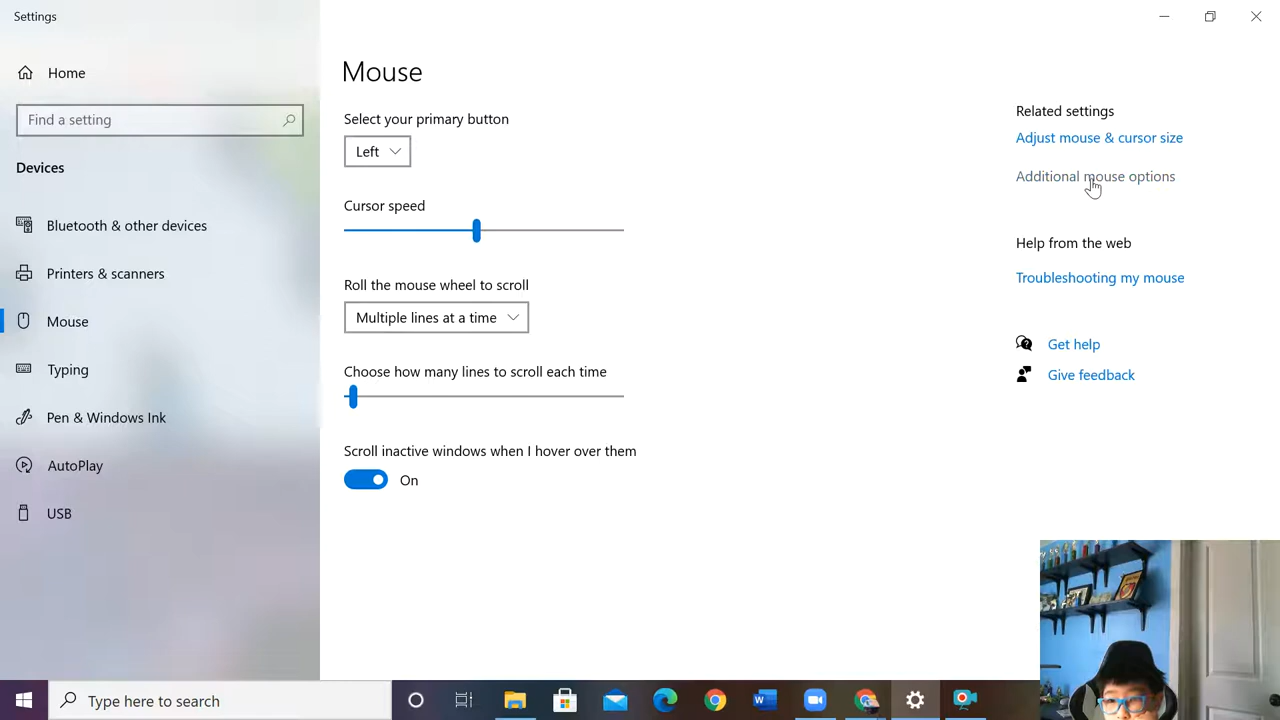 Settings
Home
Find a setting
Devices
Bluetooth & other devices
Printers & scanners
Mouse
Typing
Pen & Windows Ink
AutoPlay
USB
Mouse
Select your primary button
Left
Cursor speed
Roll the mouse wheel to scroll
Multiple lines at a time
Choose how many lines to scroll each time
Scroll inactive windows when I hover over them
On
Related settings
Adjust mouse & cursor size
Additional mouse options
Help from the web
Troubleshooting my mouse
Get help
Give feedback
Type here to search